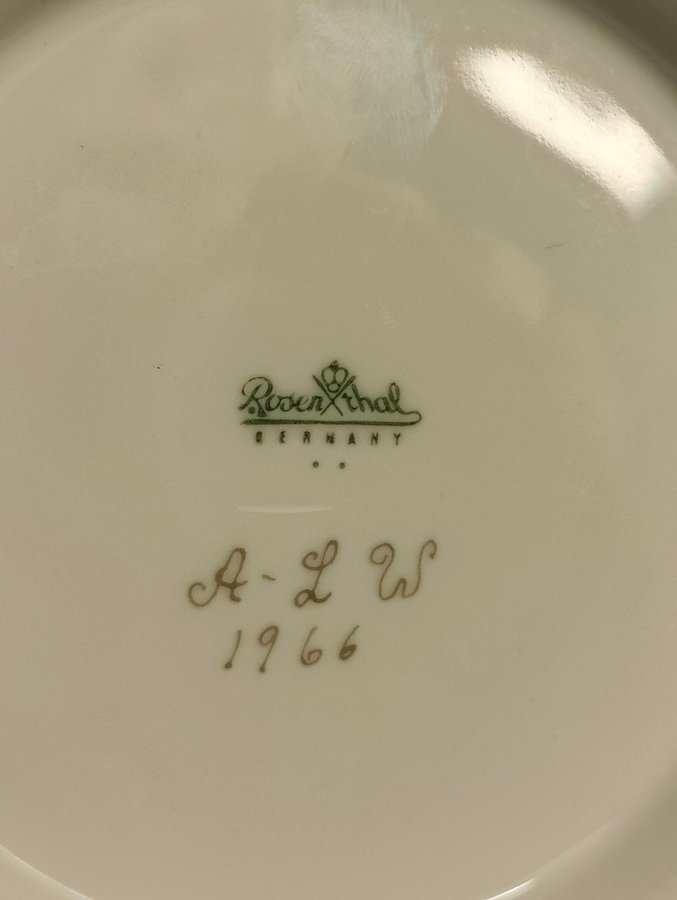 Rosenthal
GERMANY
A-L W
1966